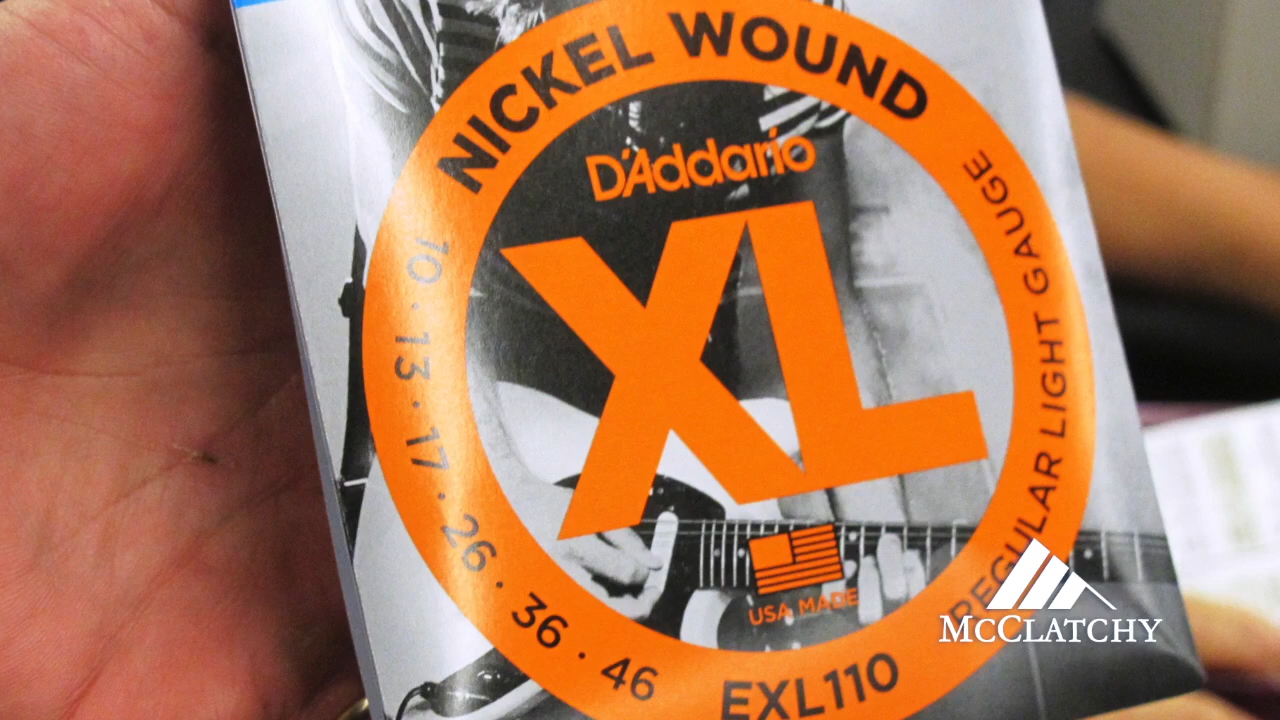 NICKEL WOUND
D'Addario
XL
10 · 13 · 17 · 26 · 36 · 46
REGULAR LIGHT GAUGE
USA MADE
EXL110
MCCLATCHY